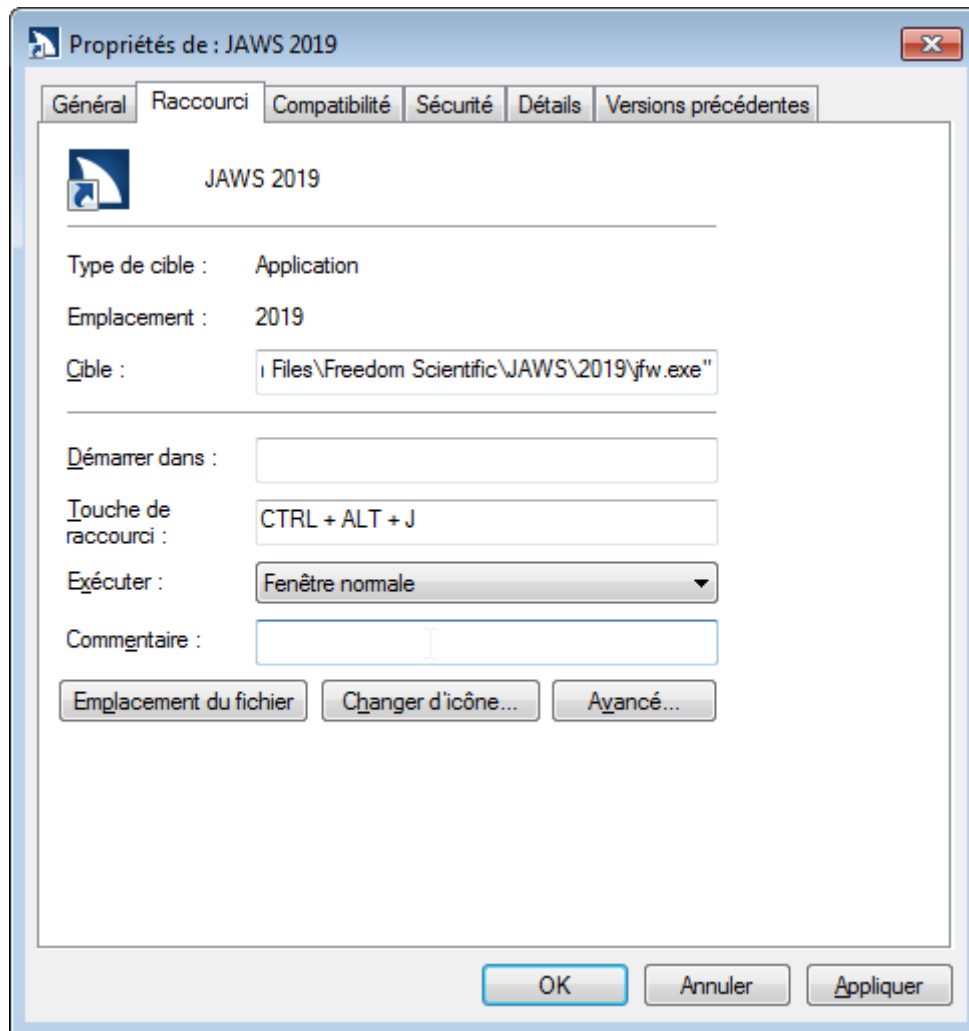 Propriétés de : JAWS 2019
Général Raccourci Compatibilité Sécurité Détails Versions précédentes
JAWS 2019
Type de cible : Application
Emplacement : 2019
Cible : Files\Freedom Scientific\JAWS\2019\jfw.exe"
Démarrer dans :
Touche de
raccourci : CTRL + ALT + J
Exécuter : Fenêtre normale
Commentaire :
Emplacement du fichier Changer d'icône... Avancé...
OK Annuler Appliquer